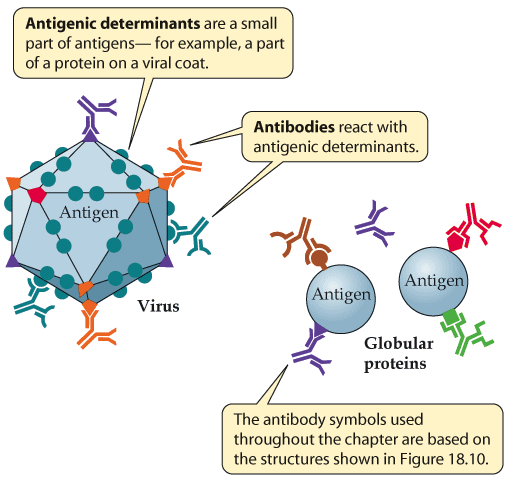 Antigenic determinants are a small
part of antigens— for example, a part
of a protein on a viral coat.
Antibodies react with
antigenic determinants.
Antigen
Virus
Antigen
Antigen
Globular
proteins
The antibody symbols used
throughout the chapter are based on
the structures shown in Figure 18.10.